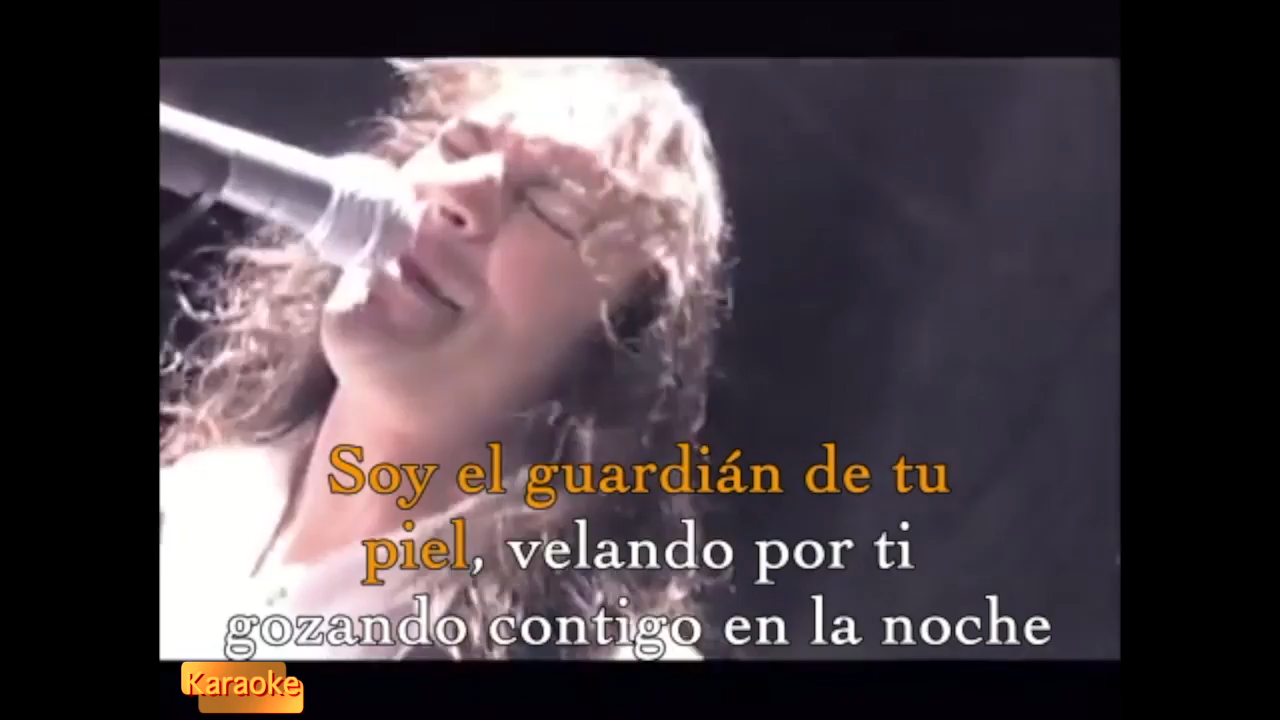 Soy el guardián de tu
piel, velando por ti
gozando contigo en la noche
Karaoke